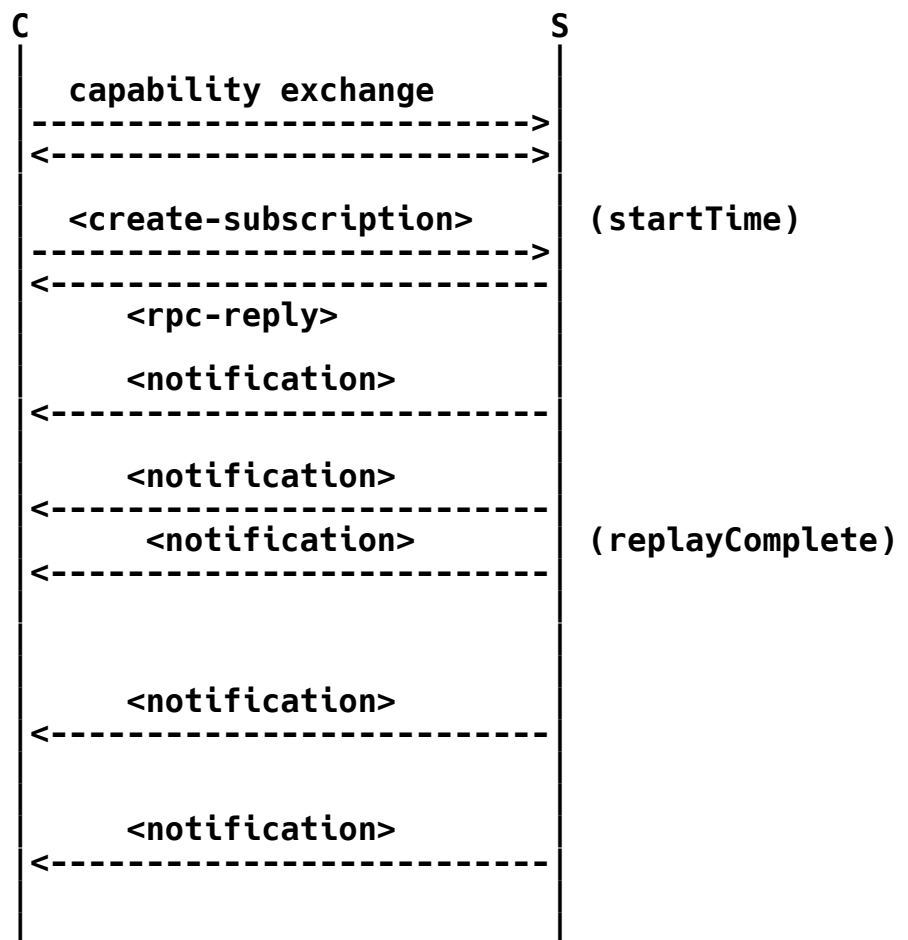 C S
capability exchange
-------------------------->
<------------------------->
<create-subscription> (startTime)
-------------------------->
<--------------------------
<rpc-reply>
<notification>
<--------------------------
<notification>
<--------------------------
<notification> (replayComplete)
<--------------------------
<notification>
<--------------------------
<notification>
<--------------------------